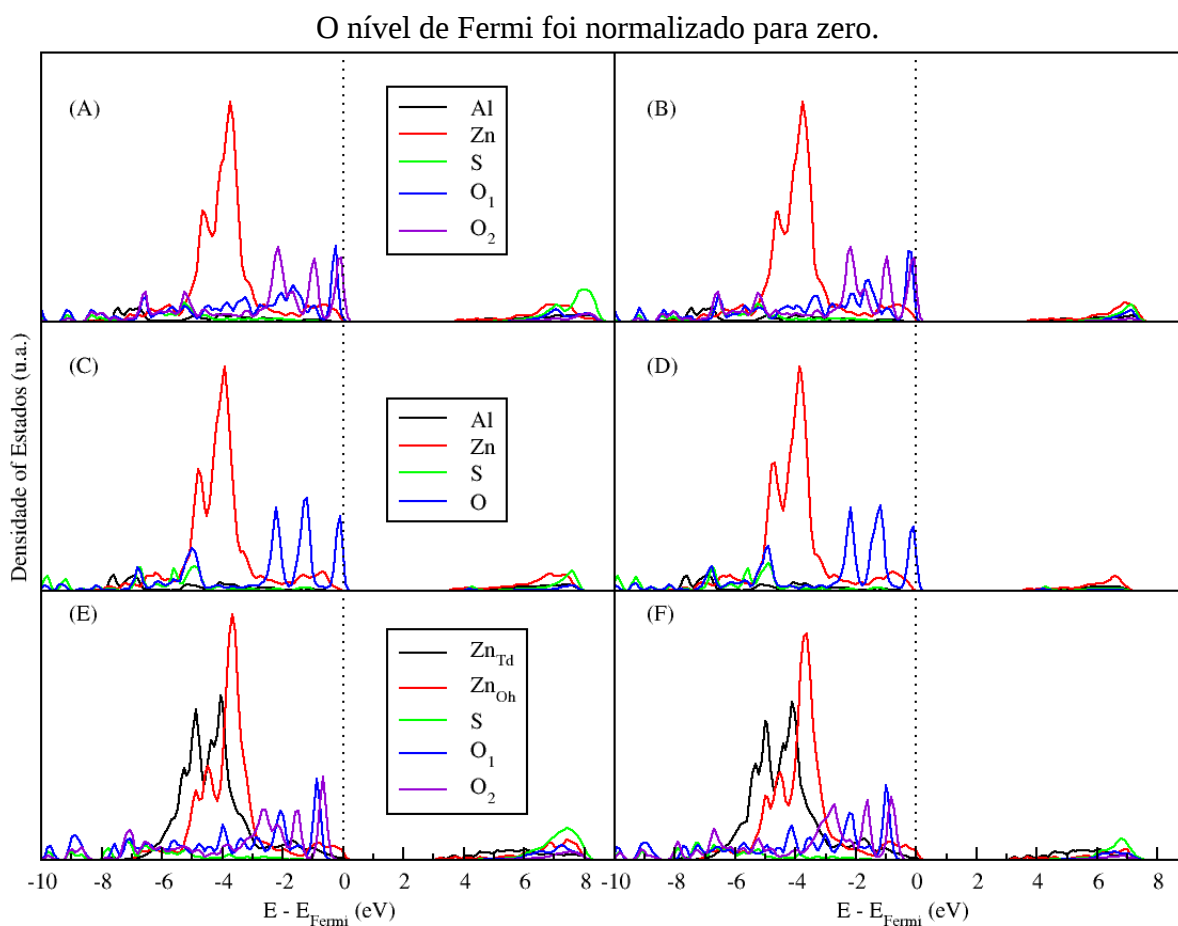 O nível de Fermi foi normalizado para zero.
(A)
Al
Zn
S
O1
O2
(B)
(C)
Al
Zn
S
O
(D)
(E)
ZnTd
ZnOh
S
O1
O2
(F)
Densidade of Estados (u.a.)
-10 -8 -6 -4 -2 0 2 4 6 8 -10 -8 -6 -4 -2 0 2 4 6 8
E - EFermi (eV) E - EFermi (eV)